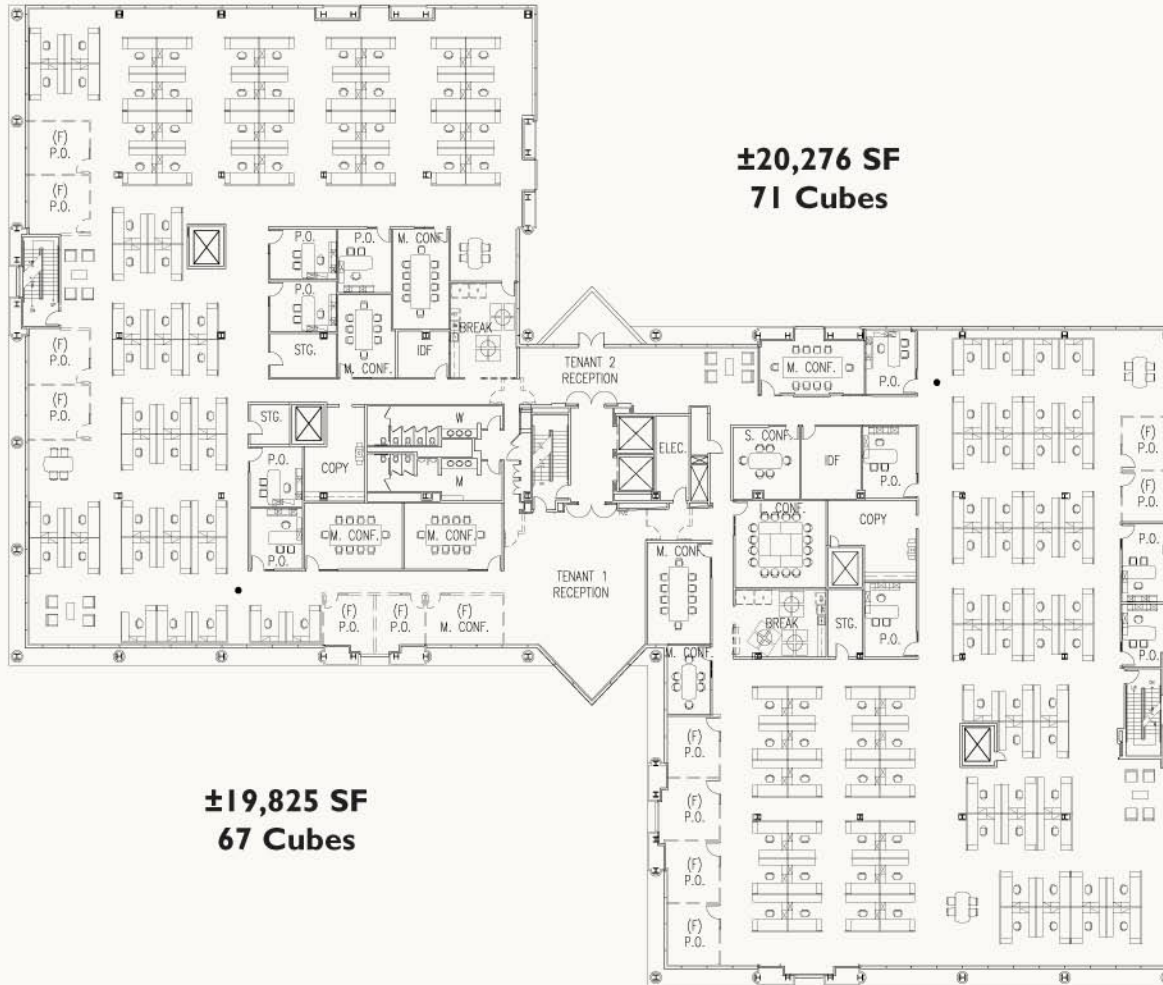 (F)
P.O.
(F)
P.O.
±20,276 SF
71 Cubes
P.O.
P.O.
M. CONF.
P.O.
STG.
M. CONF.
IDF
BREAK
(F)
P.O.
(F)
P.O.
TENANT 2
RECEPTION
M. CONF.
P.O.
STG.
COPY
W
M
ELEC.
S. CONF.
IDF
P.O.
(F)
P.O.
(F)
P.O.
P.O.
P.O.
M. CONF.
M. CONF.
L. CONF.
COPY
P.O.
P.O.
TENANT 1
RECEPTION
M. CONF.
BREAK
STG.
P.O.
(F)
P.O.
(F)
P.O.
(F)
M. CONF.
M. CONF.
(F)
P.O.
(F)
P.O.
(F)
P.O.
(F)
P.O.
±19,825 SF
67 Cubes